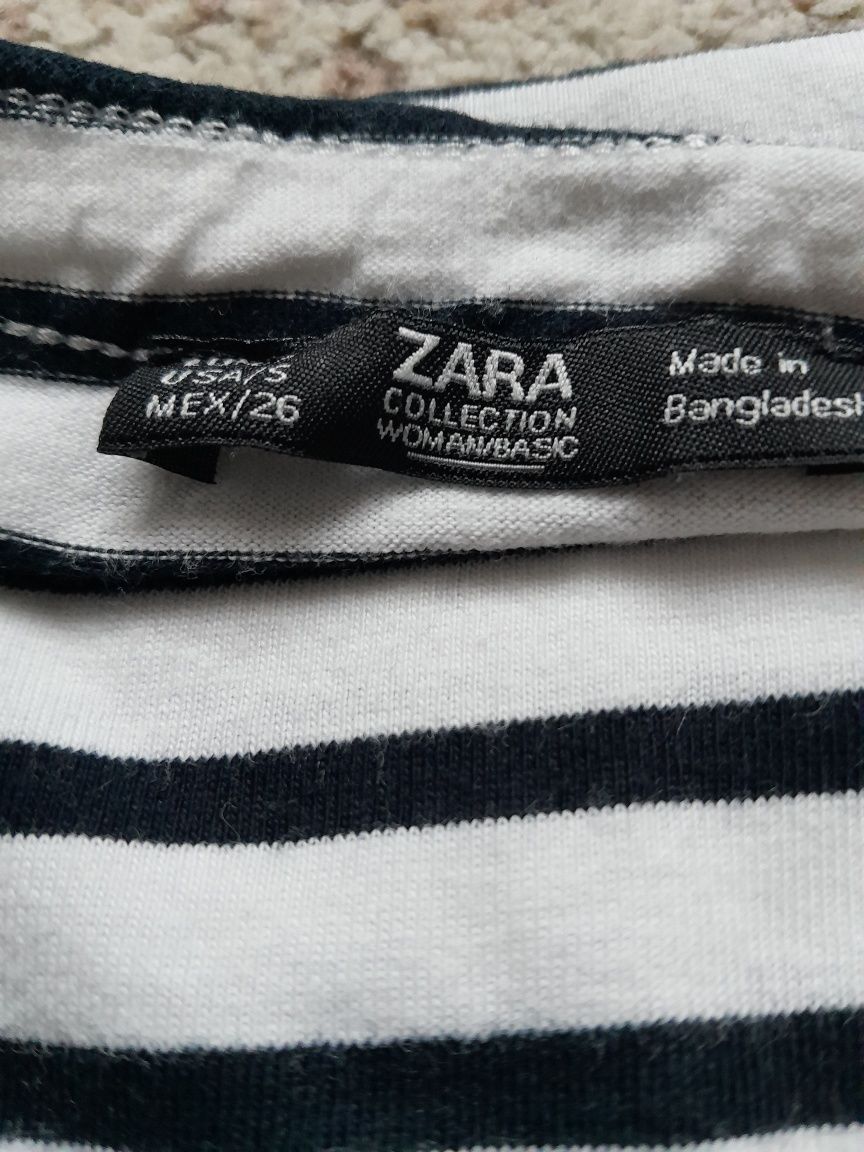 USA/S
MEX/26
ZARA
COLLECTION
WOMAN/BASIC
Made in
Bangladesh